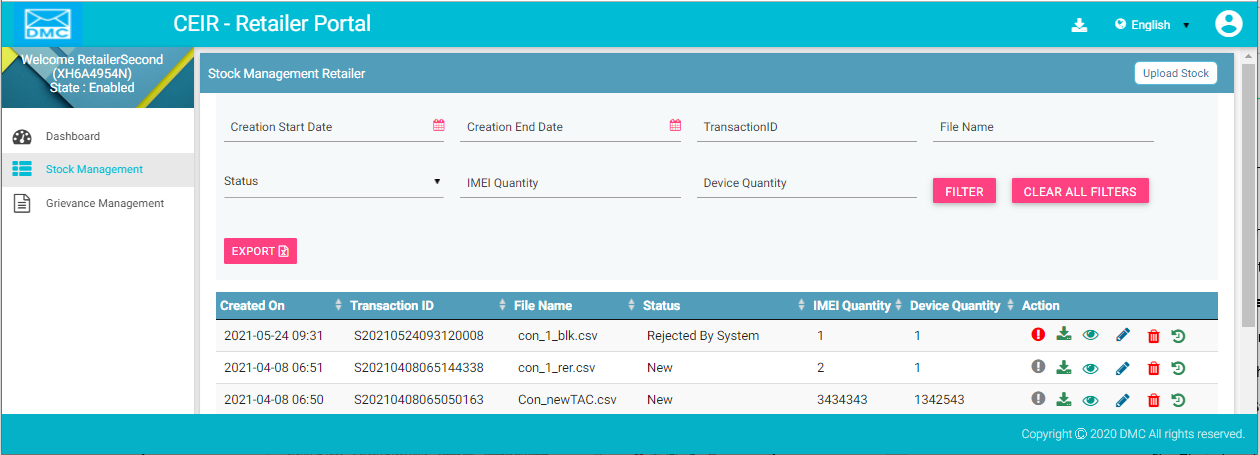 DMC
CEIR - Retailer Portal
English
Welcome RetailerSecond
(XH6A4954N)
State : Enabled
Dashboard
Stock Management
Grievance Management
Stock Management Retailer
Upload Stock
Creation Start Date
Creation End Date
TransactionID
File Name
Status
IMEI Quantity
Device Quantity
FILTER
CLEAR ALL FILTERS
EXPORT
Created On Transaction ID File Name Status IMEI Quantity Device Quantity Action
2021-05-24 09:31 S20210524093120008 con_1_blk.csv Rejected By System 1 1
2021-04-08 06:51 S20210408065144338 con_1_rer.csv New 2 1
2021-04-08 06:50 S20210408065050163 Con_newTAC.csv New 3434343 1342543
Copyright © 2020 DMC All rights reserved.